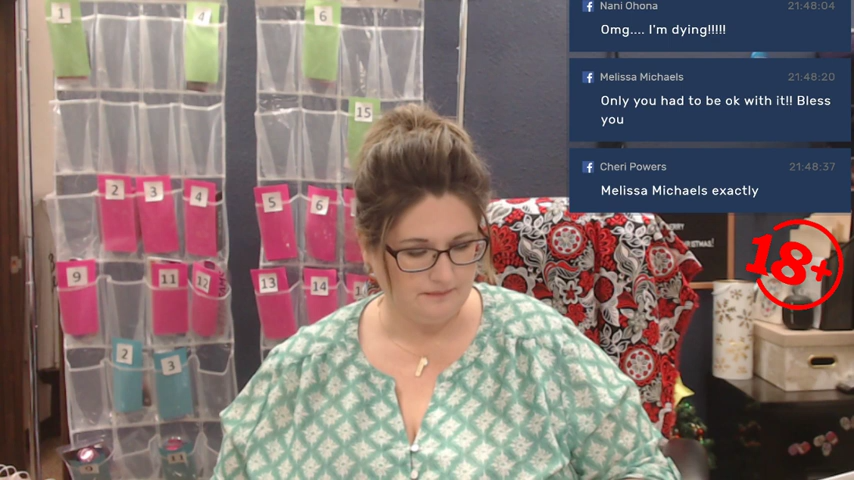 1
4
6
15
2
3
4
5
6
9
11
12
13
14
2
3
9
11
Nani Ohona 21:48:04
Omg.... I'm dying!!!!!
Melissa Michaels 21:48:20
Only you had to be ok with it!! Bless
you
Cheri Powers 21:48:37
Melissa Michaels exactly
18+